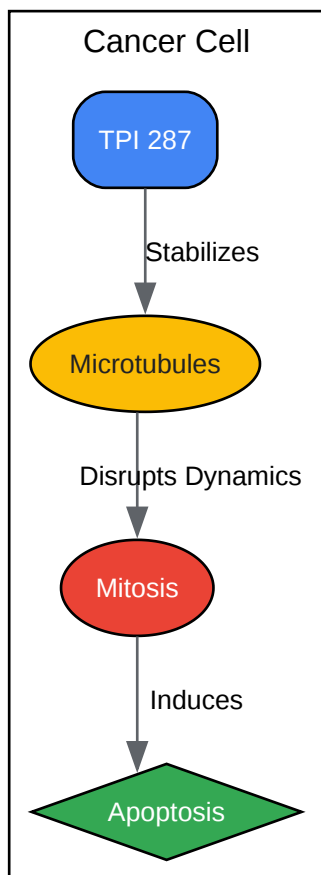 Cancer Cell
TPI 287
Stabilizes
Microtubules
Disrupts Dynamics
Mitosis
Induces
Apoptosis